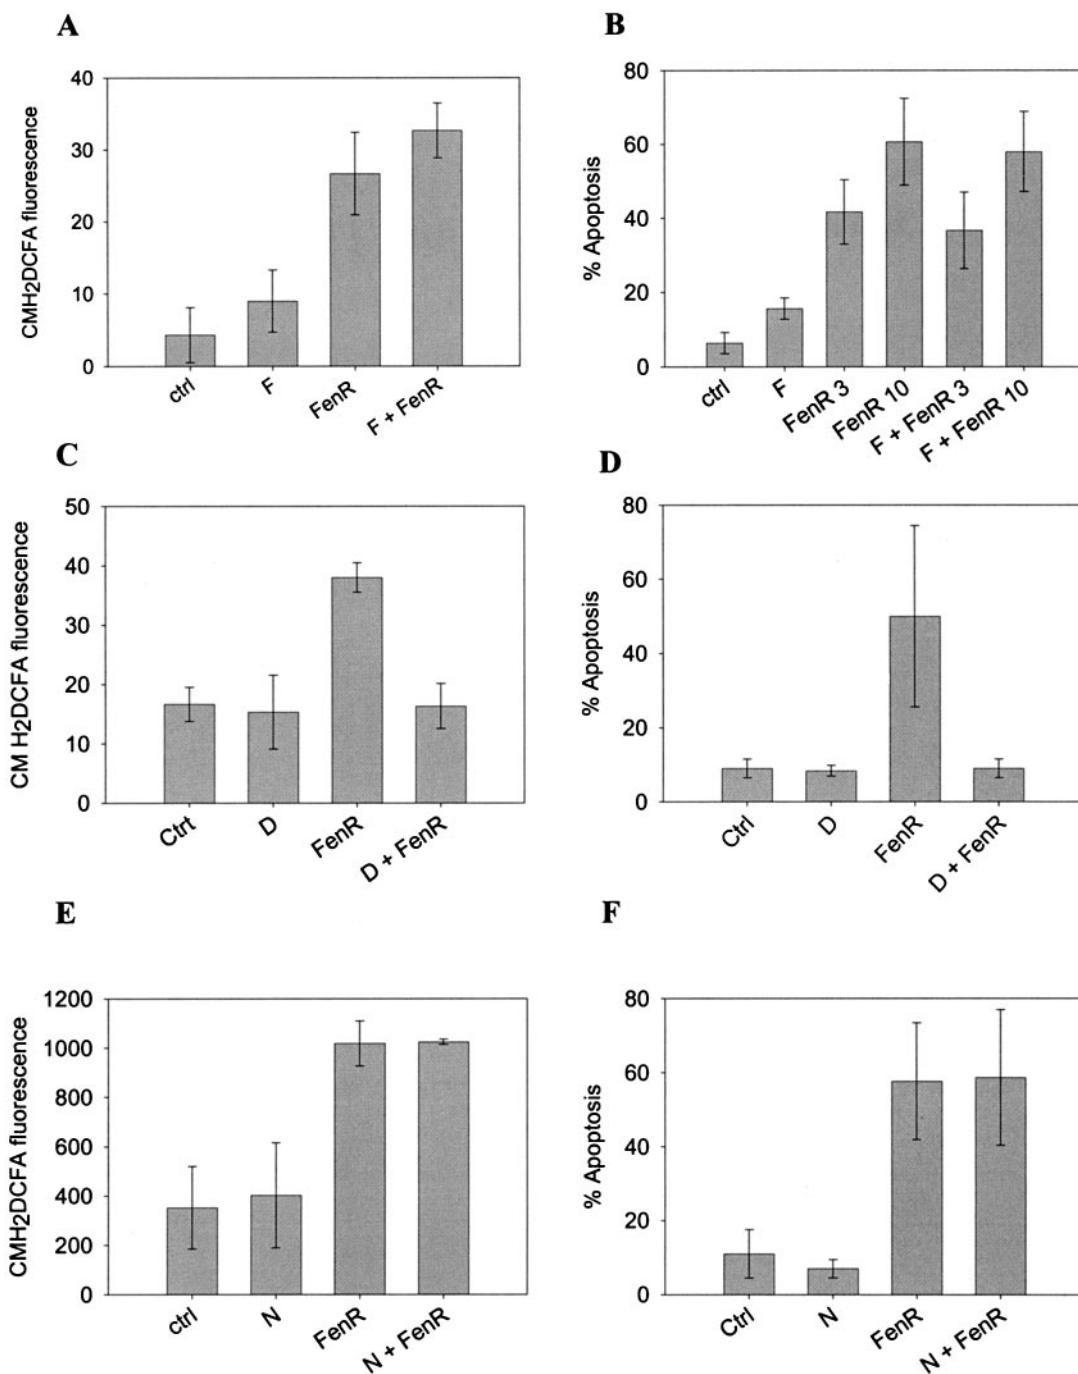 A
CMH2DCFA fluorescence
40
30
20
10
0
ctrl
F
FenR
F + FenR
B
% Apoptosis
80
60
40
20
0
ctrl
F
FenR 3
FenR 10
F + FenR 3
F + FenR 10
C
CM H2DCFA fluorescence
50
40
30
20
10
0
Ctrt
D
FenR
D + FenR
D
% Apoptosis
80
60
40
20
0
Ctrl
D
FenR
D + FenR
E
CMH2DCFA fluorescence
1200
1000
800
600
400
200
0
ctrl
N
FenR
N + FenR
F
% Apoptosis
80
60
40
20
0
Ctrl
N
FenR
N + FenR